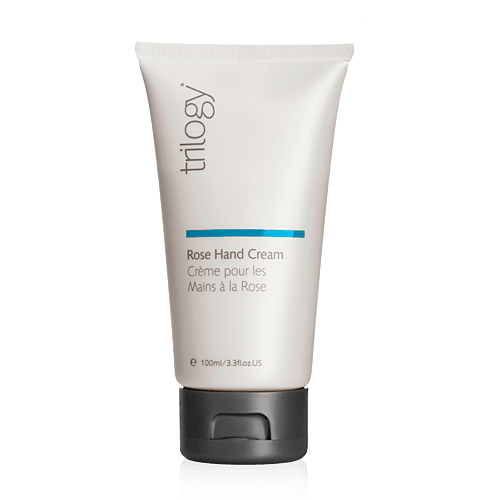 trilogy®
Rose Hand Cream
Crème pour les
Mains à la Rose
℮ 100ml/3.3fl.oz.US